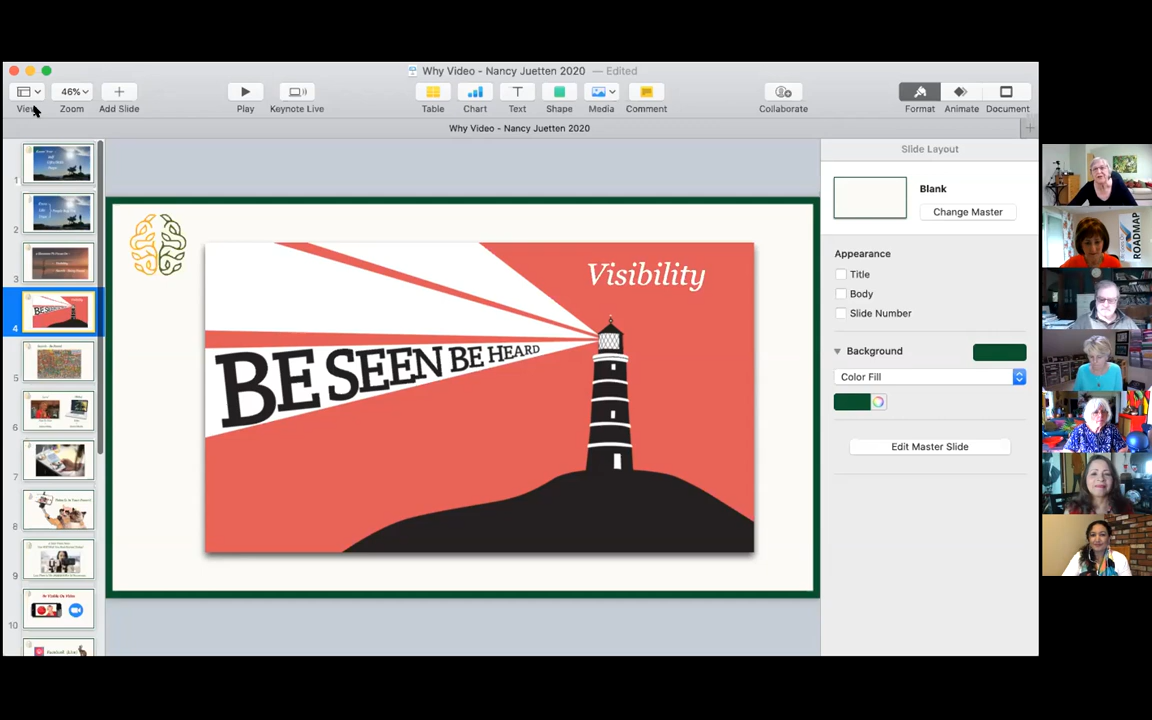 Why Video - Nancy Juetten 2020 — Edited
View
46%
Zoom
Add Slide
Play
Keynote Live
Table
Chart
Text
Shape
Media
Comment
Collaborate
Format
Animate
Document
Why Video - Nancy Juetten 2020
1
2
3
4
5
6
7
8
9
10
Visibility
BE SEEN BE HEARD
Slide Layout
Blank
Change Master
Appearance
Title
Body
Slide Number
Background
Color Fill
Edit Master Slide
ROADMAP